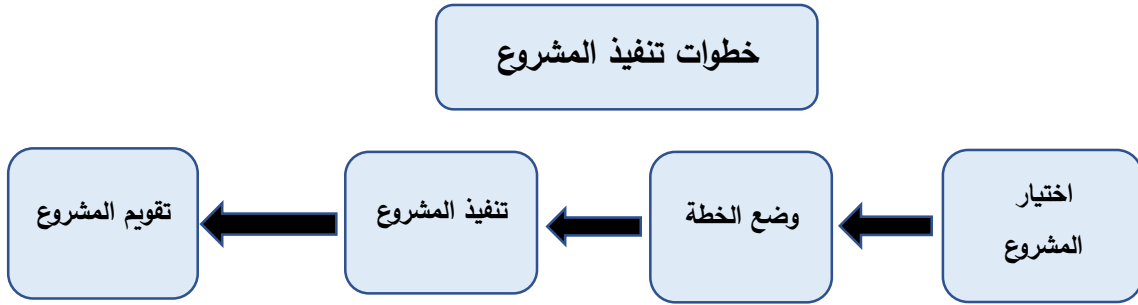 خطوات تنفيذ المشروع
اختيار
المشروع
وضع الخطة
تنفيذ المشروع
تقويم المشروع